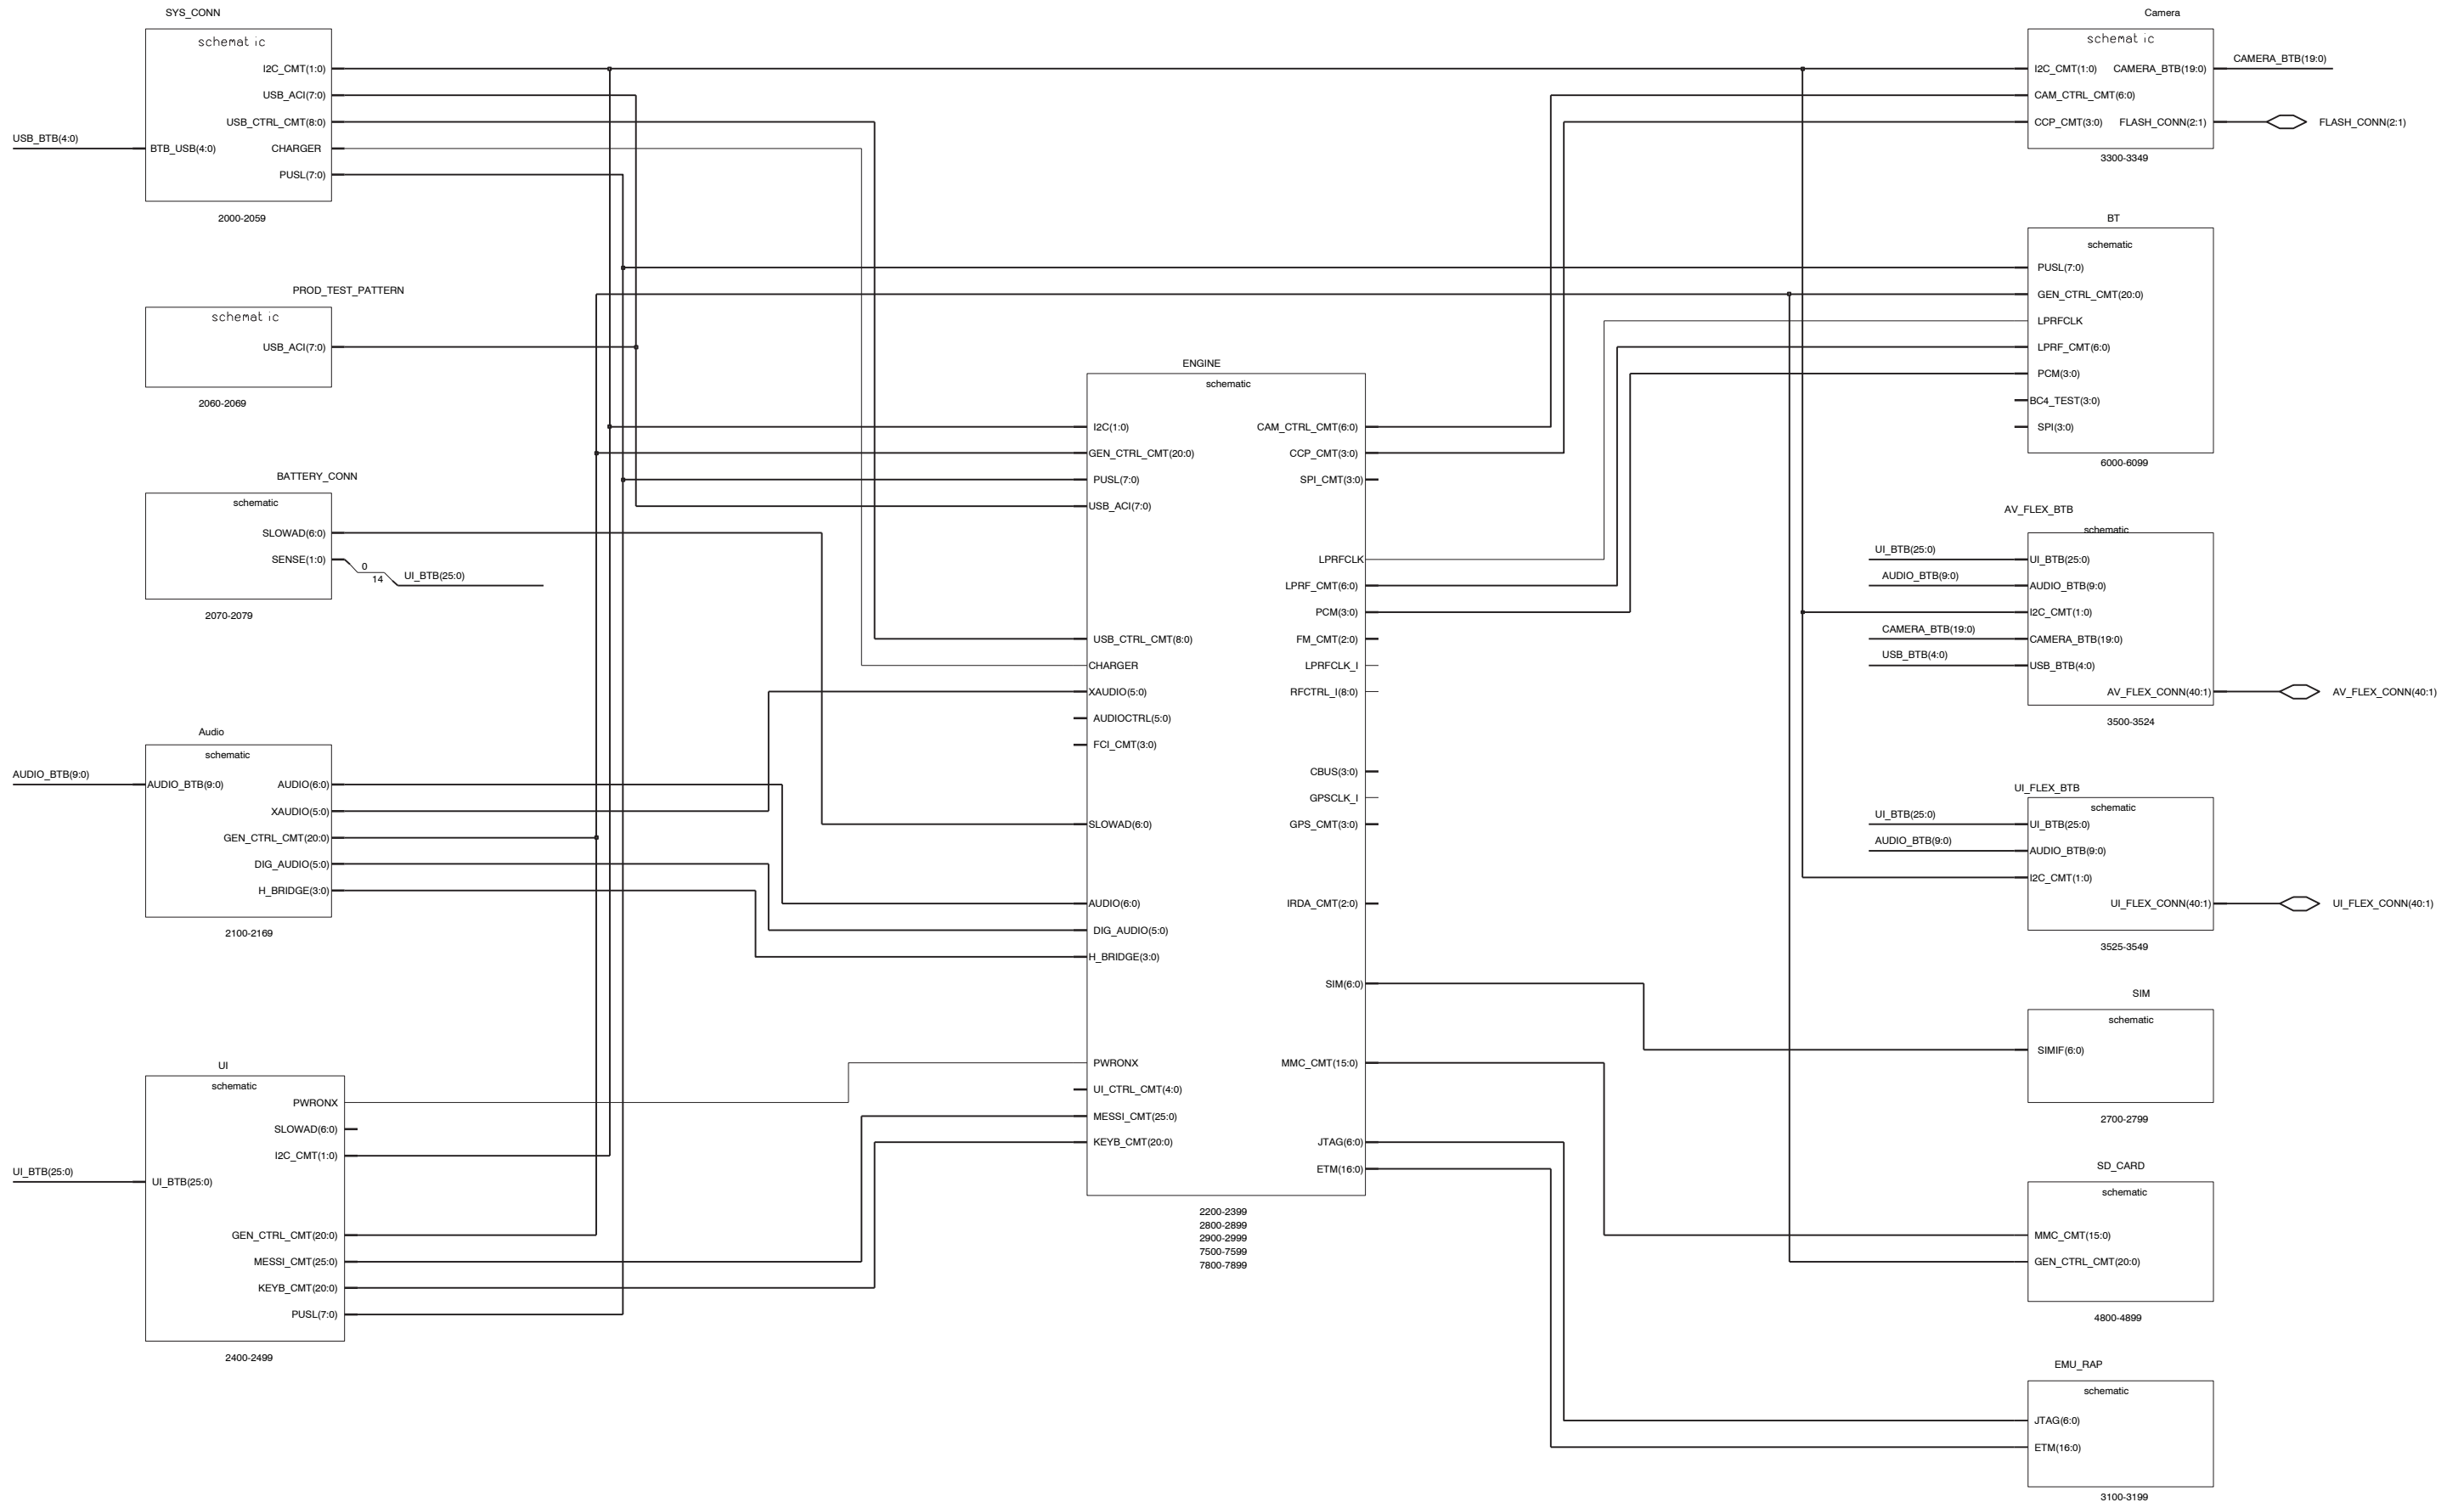 SYS_CONN
schematic
I2C_CMT(1:0)
USB_ACI(7:0)
USB_CTRL_CMT(8:0)
USB_BTB(4:0)
BTB_USB(4:0)
CHARGER
PUSL(7:0)
2000-2059
PROD_TEST_PATTERN
schematic
USB_ACI(7:0)
2060-2069
BATTERY_CONN
schematic
SLOWAD(6:0)
SENSE(1:0)
0
14
UI_BTB(25:0)
2070-2079
Audio
schematic
AUDIO_BTB(9:0)
AUDIO_BTB(9:0)
AUDIO(6:0)
XAUDIO(5:0)
GEN_CTRL_CMT(20:0)
DIG_AUDIO(5:0)
H_BRIDGE(3:0)
2100-2169
UI
schematic
PWRONX
SLOWAD(6:0)
I2C_CMT(1:0)
UI_BTB(25:0)
UI_BTB(25:0)
GEN_CTRL_CMT(20:0)
MESSI_CMT(25:0)
KEYB_CMT(20:0)
PUSL(7:0)
2400-2499
ENGINE
schematic
I2C(1:0)
GEN_CTRL_CMT(20:0)
PUSL(7:0)
USB_ACI(7:0)
USB_CTRL_CMT(8:0)
CHARGER
XAUDIO(5:0)
AUDIOCTRL(5:0)
FCI_CMT(3:0)
SLOWAD(6:0)
AUDIO(6:0)
DIG_AUDIO(5:0)
H_BRIDGE(3:0)
PWRONX
UI_CTRL_CMT(4:0)
MESSI_CMT(25:0)
KEYB_CMT(20:0)
CAM_CTRL_CMT(6:0)
CCP_CMT(3:0)
SPI_CMT(3:0)
LPRFCLK
LPRF_CMT(6:0)
PCM(3:0)
FM_CMT(2:0)
LPRFCLK_I
RFCTRL_I(8:0)
CBUS(3:0)
GPSCLK_I
GPS_CMT(3:0)
IRDA_CMT(2:0)
SIM(6:0)
MMC_CMT(15:0)
JTAG(6:0)
ETM(16:0)
2200-2399
2800-2899
2900-2999
7500-7599
7800-7899
Camera
schematic
I2C_CMT(1:0)
CAM_CTRL_CMT(6:0)
CCP_CMT(3:0)
CAMERA_BTB(19:0)
CAMERA_BTB(19:0)
FLASH_CONN(2:1)
FLASH_CONN(2:1)
3300-3349
BT
schematic
PUSL(7:0)
GEN_CTRL_CMT(20:0)
LPRFCLK
LPRF_CMT(6:0)
PCM(3:0)
BC4_TEST(3:0)
SPI(3:0)
6000-6099
AV_FLEX_BTB
schematic
UI_BTB(25:0)
UI_BTB(25:0)
AUDIO_BTB(9:0)
AUDIO_BTB(9:0)
I2C_CMT(1:0)
CAMERA_BTB(19:0)
CAMERA_BTB(19:0)
USB_BTB(4:0)
USB_BTB(4:0)
AV_FLEX_CONN(40:1)
AV_FLEX_CONN(40:1)
3500-3524
UI_FLEX_BTB
schematic
UI_BTB(25:0)
UI_BTB(25:0)
AUDIO_BTB(9:0)
AUDIO_BTB(9:0)
I2C_CMT(1:0)
UI_FLEX_CONN(40:1)
UI_FLEX_CONN(40:1)
3525-3549
SIM
schematic
SIMIF(6:0)
2700-2799
SD_CARD
schematic
MMC_CMT(15:0)
GEN_CTRL_CMT(20:0)
4800-4899
EMU_RAP
schematic
JTAG(6:0)
ETM(16:0)
3100-3199